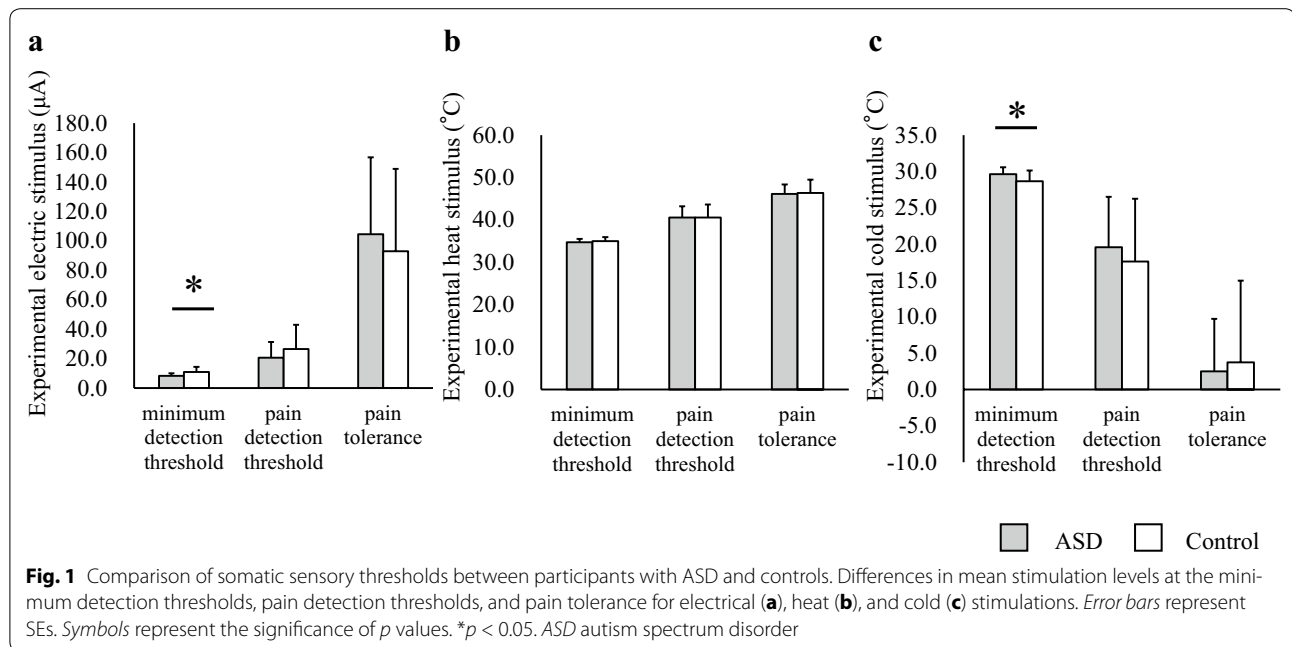 a
Experimental electric stimulus (μA)
180.0
160.0
140.0
120.0
100.0
80.0
60.0
40.0
20.0
0.0
*
minimum
detection
threshold
pain
detection
threshold
pain
tolerance
b
Experimental heat stimulus (°C)
60.0
50.0
40.0
30.0
20.0
10.0
0.0
minimum
detection
threshold
pain
detection
threshold
pain
tolerance
c
Experimental cold stimulus (°C)
35.0
30.0
25.0
20.0
15.0
10.0
5.0
0.0
-5.0
-10.0
*
minimum
detection
threshold
pain
detection
threshold
pain
tolerance
ASD
Control
Fig. 1 Comparison of somatic sensory thresholds between participants with ASD and controls. Differences in mean stimulation levels at the mini-
mum detection thresholds, pain detection thresholds, and pain tolerance for electrical (a), heat (b), and cold (c) stimulations. Error bars represent
SEs. Symbols represent the significance of p values. *p < 0.05. ASD autism spectrum disorder